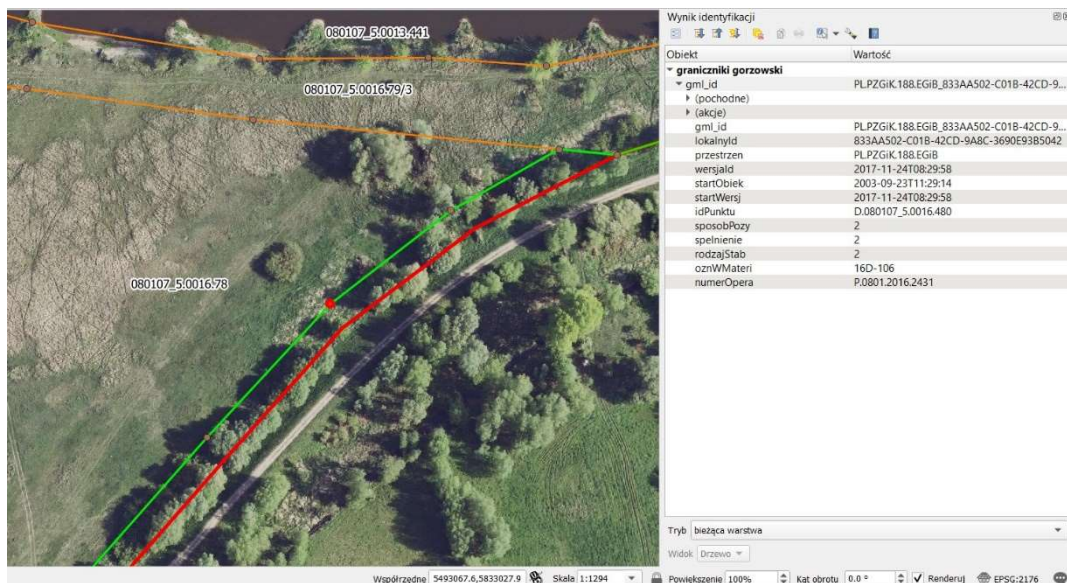 080107_5.0013.441
080107_5.0016.79/3
080107_5.0016.78
Wynik identyfikacji
Obiekt Wartość
graniczniki gorzowski
gml_id PL.PZGiK.188.EGiB_833AA502-C01B-42CD-9...
(pochodne)
(akcje)
gml_id PL.PZGiK.188.EGiB_833AA502-C01B-42CD-9...
lokalnyId 833AA502-C01B-42CD-9A8C-3690E93B5042
przestrzen PL.PZGiK.188.EGiB
wersjaId 2017-11-24T08:29:58
startObiek 2003-09-23T11:29:14
startWersj 2017-11-24T08:29:58
idPunktu D.080107_5.0016.480
sposobPozy 2
spelnienie 2
rodzajStab 2
oznWMateri 16D-106
numerOpera P.0801.2016.2431
Tryb bieżąca warstwa
Widok Drzewo
Współrzędne 5493067.6,5833027.9 Skala 1:1294 Powiększenie 100% Kąt obrotu 0.0 ° Renderuj EPSG:2176